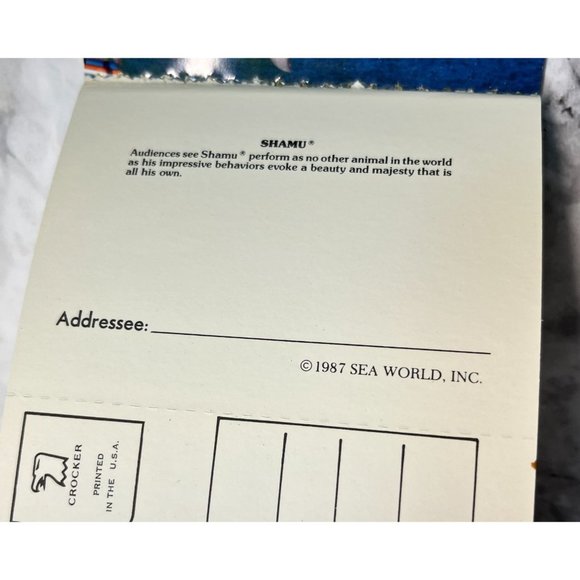 SHAMU®
Audiences see Shamu® perform as no other animal in the world
as his impressive behaviors evoke a beauty and majesty that is
all his own.
Addressee:
© 1987 SEA WORLD, INC.
CROCKER
PRINTED
IN THE U.S.A.